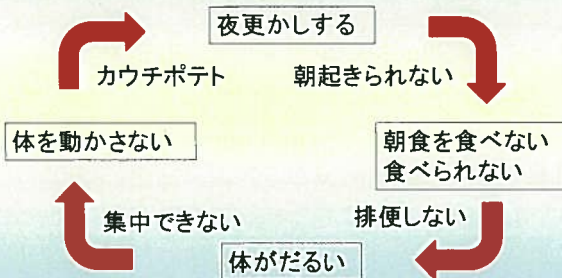 夜更かしする
カウチポテト
朝起きられない
体を動かさない
朝食を食べない
食べられない
集中できない
排便しない
体がだるい